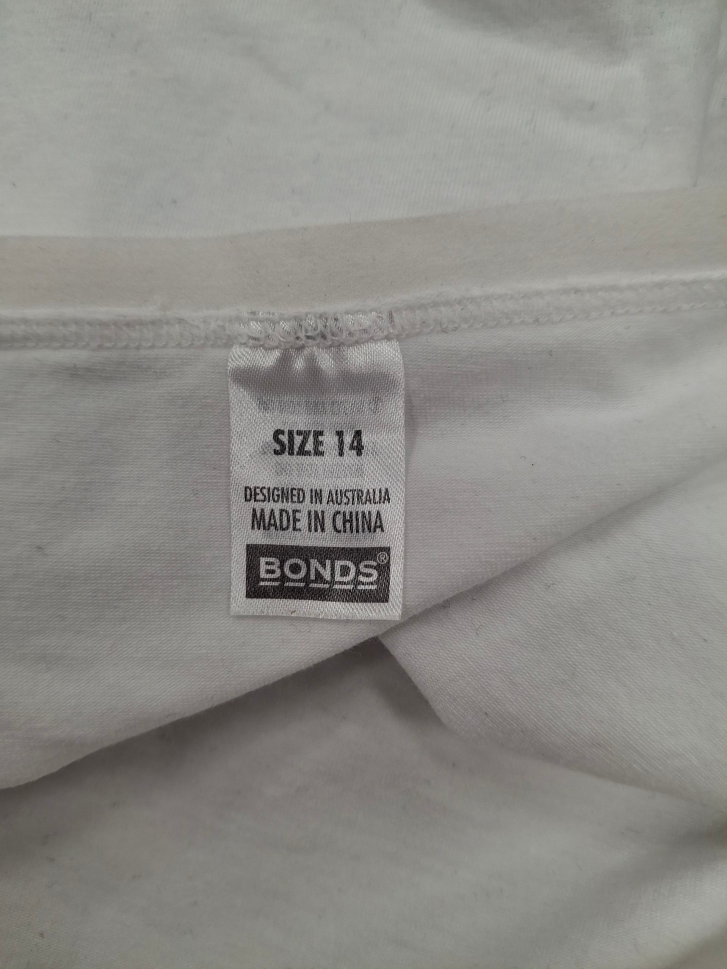 SIZE 14
DESIGNED IN AUSTRALIA
MADE IN CHINA
BONDS®